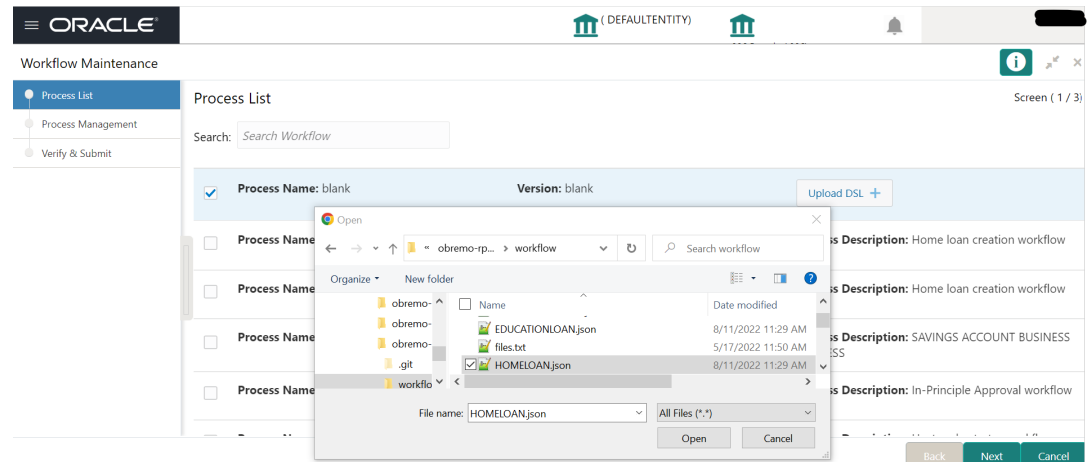 ORACLE®
( DEFAULTENTITY)
Workflow Maintenance
Process List
Process Management
Verify & Submit
Process List
Screen ( 1 / 3)
Search: Search Workflow
Process Name: blank Version: blank Upload DSL +
Open
Process Name ss Description: Home loan creation workflow
« obremo-rp... > workflow Search workflow
Organize New folder
Process Name ss Description: Home loan creation workflow
obremo- Name Date modified
obremo- EDUCATIONLOAN.json 8/11/2022 11:29 AM
Process Name ss Description: SAVINGS ACCOUNT BUSINESS
obremo- files.txt 5/17/2022 11:50 AM
ESS
.git HOMELOAN.json 8/11/2022 11:29 AM
workflo
Process Name ss Description: In-Principle Approval workflow
File name: HOMELOAN.json All Files (*.*)
Open Cancel
Back Next Cancel